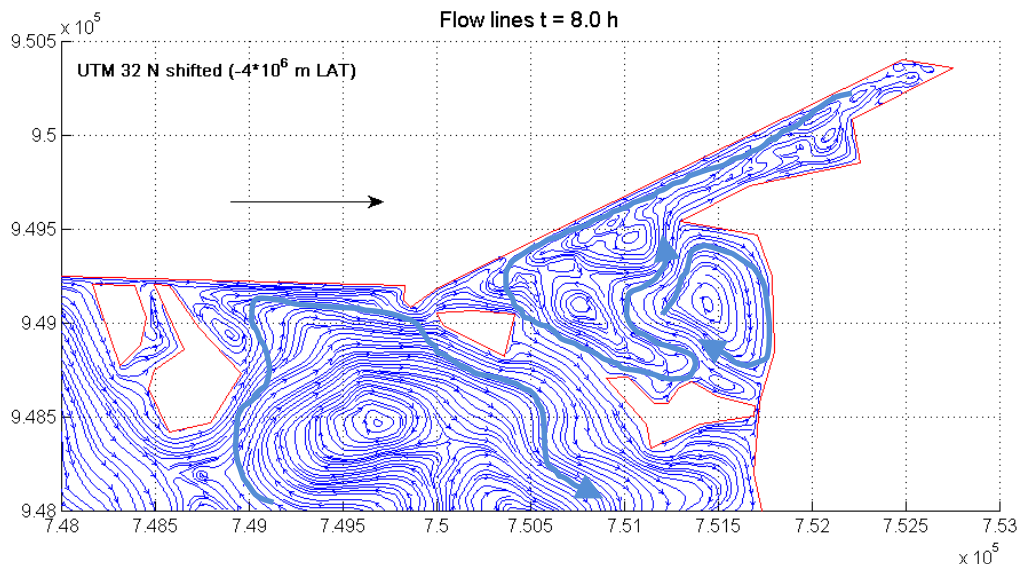 Flow lines t = 8.0 h
x 10^5
9.505
UTM 32 N shifted (-4*10^6 m LAT)
9.5
9.495
9.49
9.485
9.48
7.48 7.485 7.49 7.495 7.5 7.505 7.51 7.515 7.52 7.525 7.53
x 10^5